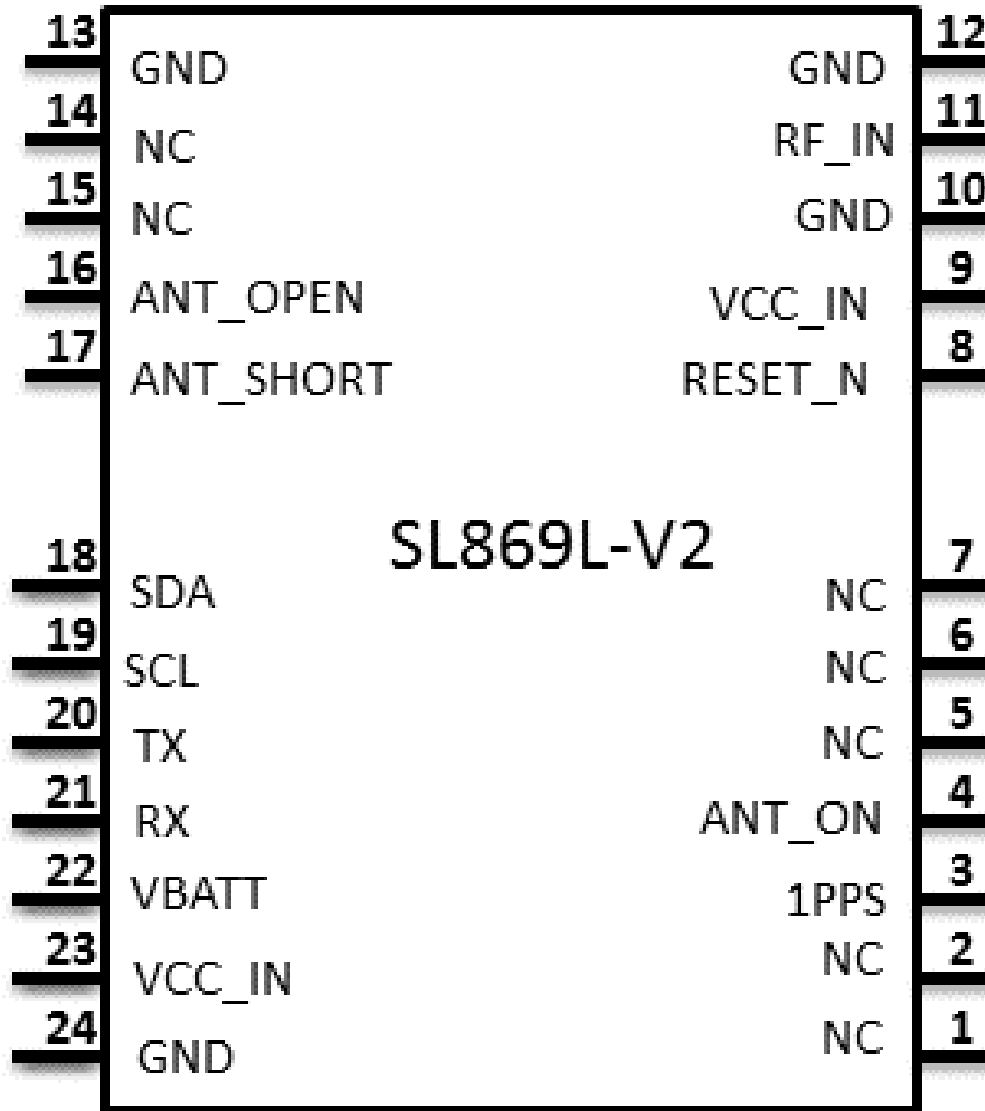 13 GND GND 12
14 NC RF_IN 11
15 NC GND 10
16 ANT_OPEN VCC_IN 9
17 ANT_SHORT RESET_N 8
SL869L-V2
18 SDA NC 7
19 SCL NC 6
20 TX NC 5
21 RX ANT_ON 4
22 VBATT 1PPS 3
23 VCC_IN NC 2
24 GND NC 1